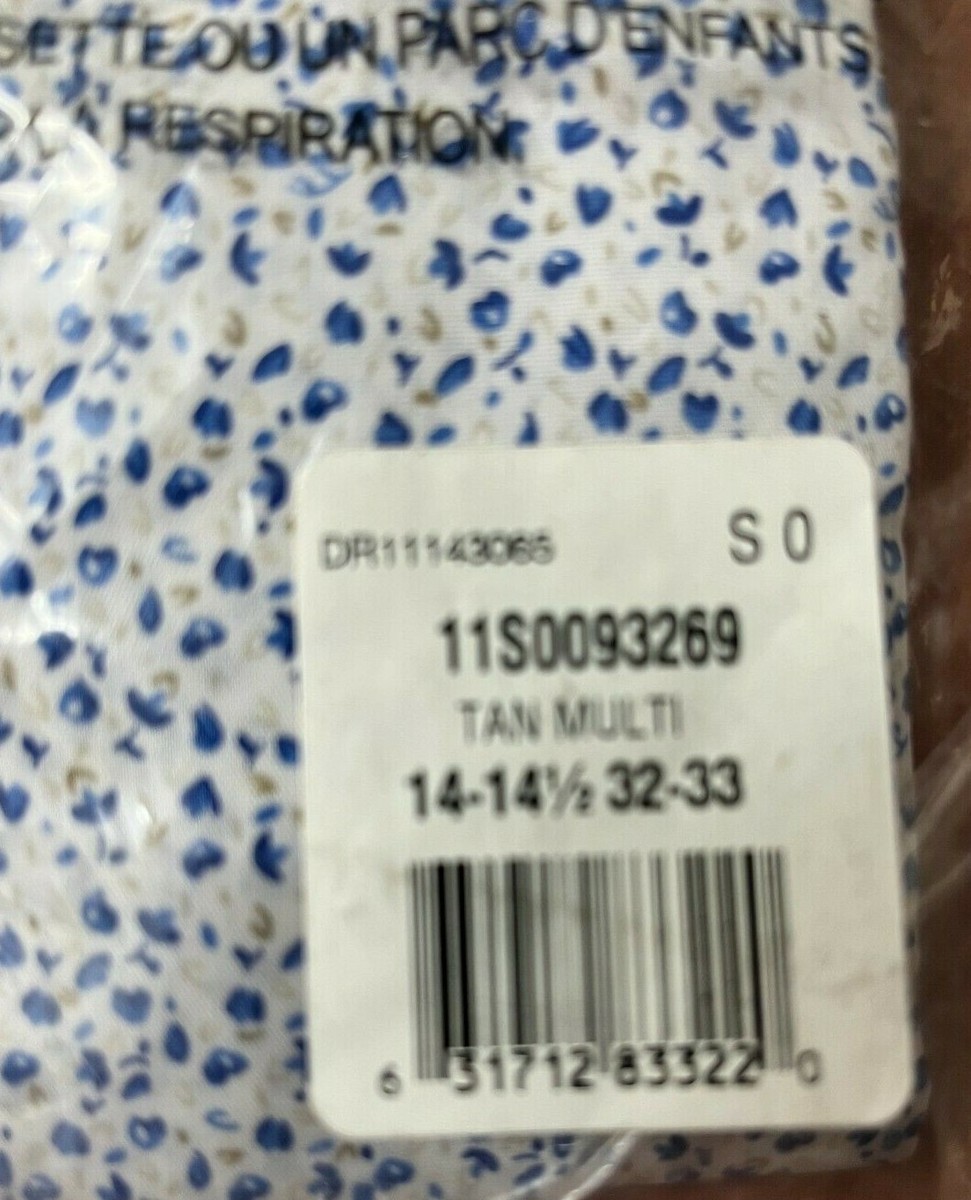 SETTE OU UN PARC D'ENFANTS.
LA RESPIRATION.
DR11143065 S 0
11S0093269
TAN MULTI
14-14½ 32-33
6 31712 83322 0